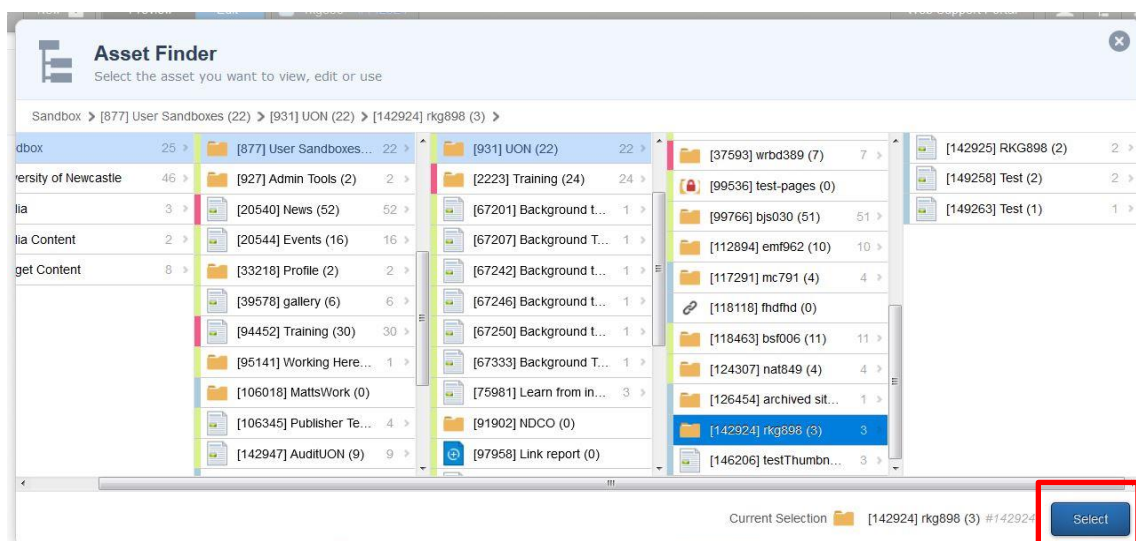 Asset Finder
Select the asset you want to view, edit or use
Sandbox > [877] User Sandboxes (22) > [931] UON (22) > [142924] rkg898 (3) >
dbox 25 >
ersity of Newcastle 46 >
lia 3 >
lia Content 2 >
get Content 8 >
[877] User Sandboxes... 22 >
[927] Admin Tools (2) 2 >
[20540] News (52) 52 >
[20544] Events (16) 16 >
[33218] Profile (2) 2 >
[39578] gallery (6) 6 >
[94452] Training (30) 30 >
[95141] Working Here... 1 >
[106018] MattsWork (0)
[106345] Publisher Te... 4 >
[142947] AuditUON (9) 9 >
[931] UON (22) 22 >
[2223] Training (24) 24 >
[67201] Background t... 1 >
[67207] Background T... 1 >
[67242] Background t... 1 >
[67246] Background t... 1 >
[67250] Background t... 1 >
[67333] Background T... 1 >
[75981] Learn from in... 3 >
[91902] NDCO (0)
[97958] Link report (0)
[37593] wrbd389 (7) 7 >
[99536] test-pages (0)
[99766] bjs030 (51) 51 >
[112894] emf962 (10) 10 >
[117291] mc791 (4) 4 >
[118118] fhdfhd (0)
[118463] bsf006 (11) 11 >
[124307] nat849 (4) 4 >
[126454] archived sit... 1 >
[142924] rkg898 (3) 3
[146206] testThumbn... 3 >
[142925] RKG898 (2) 2 >
[149258] Test (2) 2 >
[149263] Test (1) 1 >
Current Selection [142924] rkg898 (3) #142924
Select